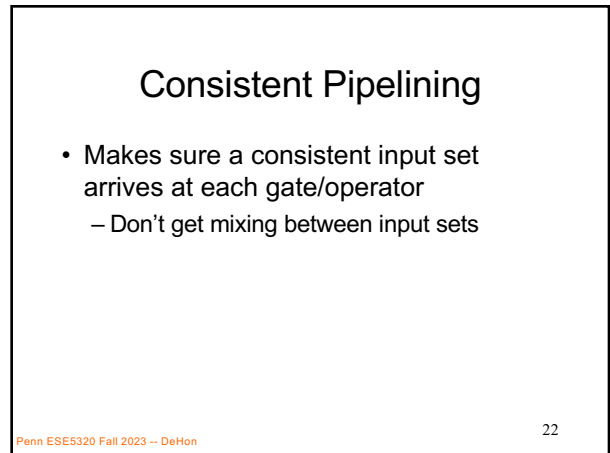 Consistent Pipelining
• Makes sure a consistent input set
arrives at each gate/operator
– Don't get mixing between input sets
Penn ESE5320 Fall 2023 -- DeHon
22